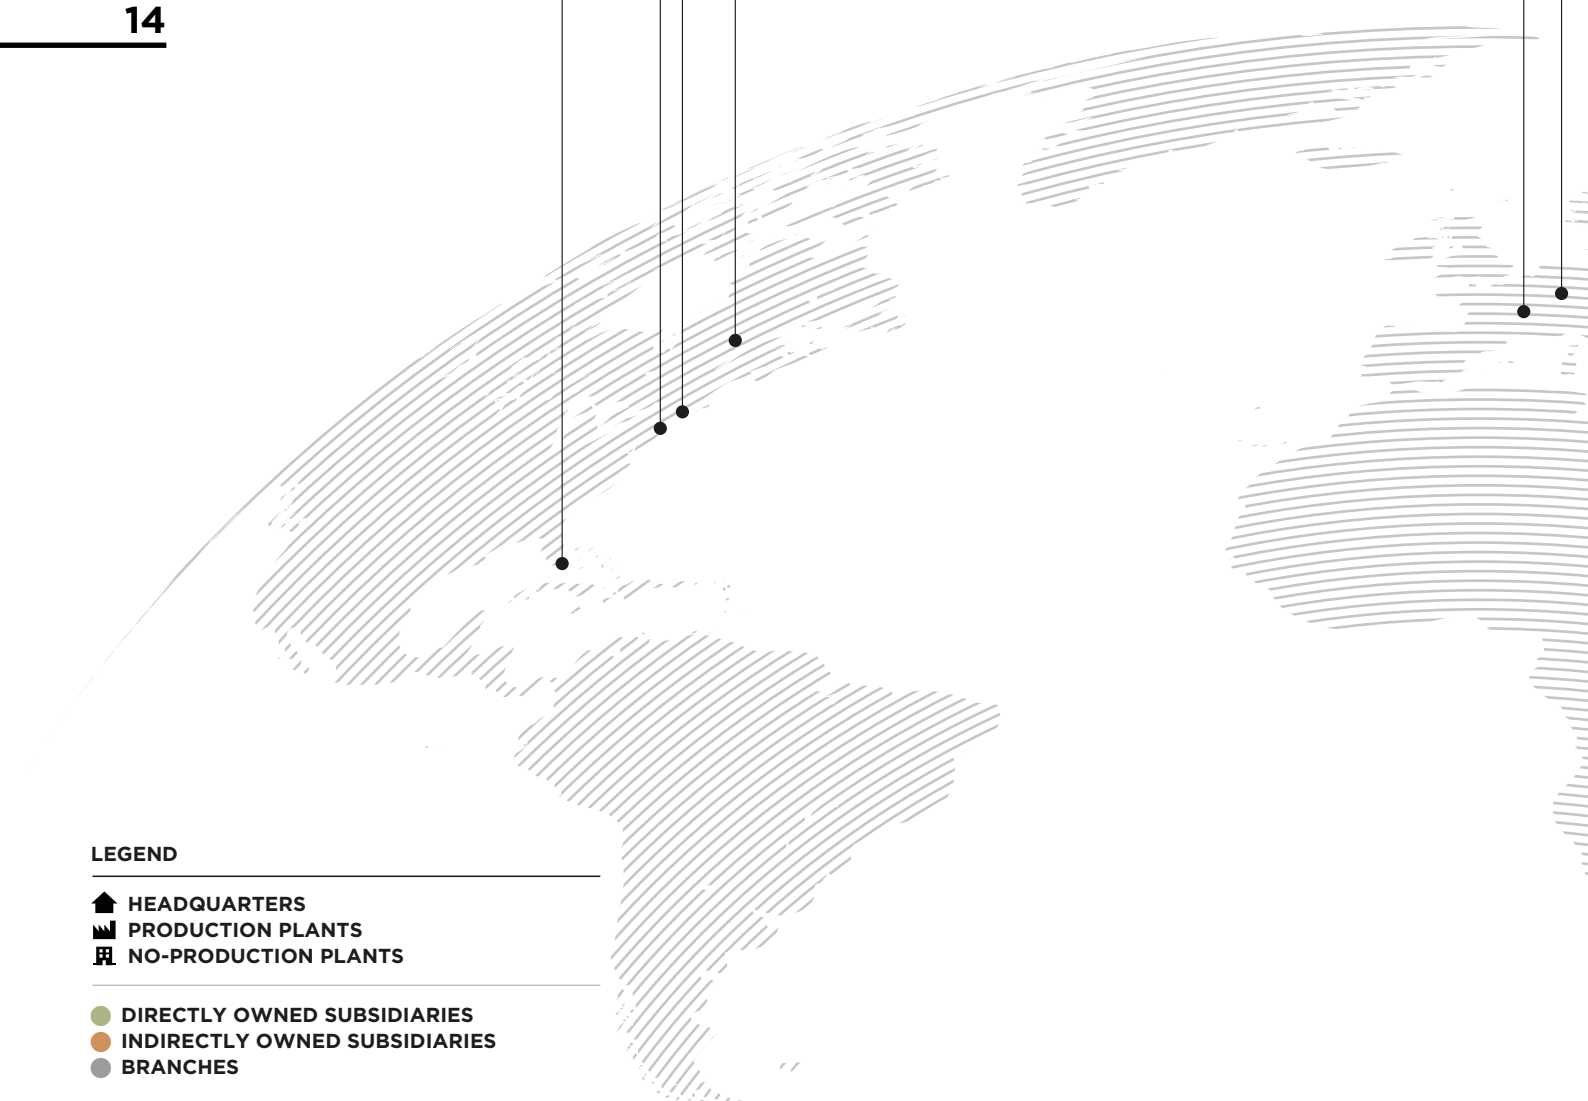 14
LEGEND
HEADQUARTERS
PRODUCTION PLANTS
NO-PRODUCTION PLANTS
DIRECTLY OWNED SUBSIDIARIES
INDIRECTLY OWNED SUBSIDIARIES
BRANCHES